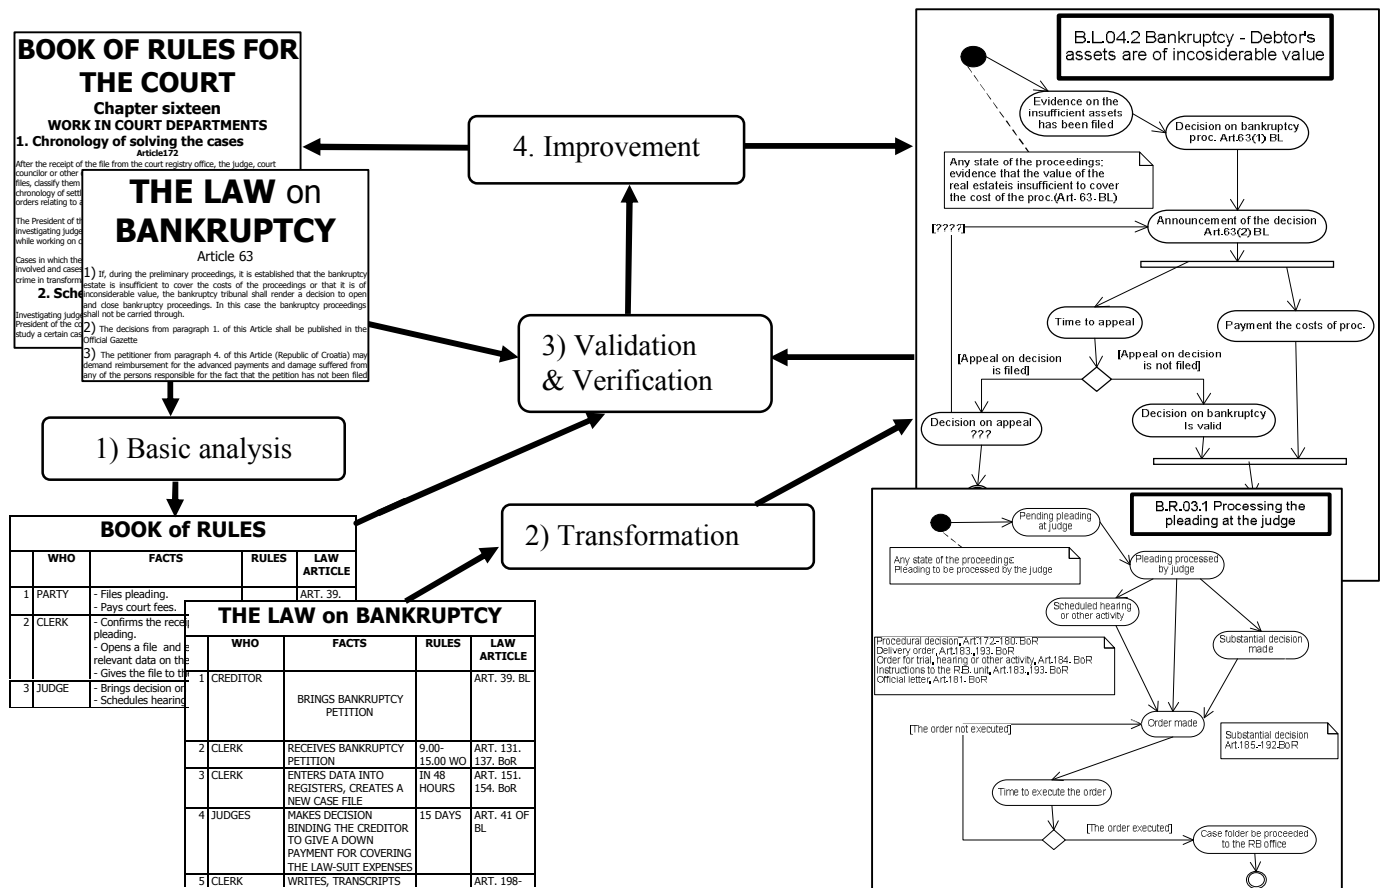 BOOK OF RULES FOR
THE COURT
Chapter sixteen
WORK IN COURT DEPARTMENTS
1. Chronology of solving the cases
Article172
After the receipt of the file from the court registry office, the judge, court
councilor or other
files, classify them
chronology of settl
orders relating to a
The President of th
investigating judge
while working on c
Cases in which the
involved and cases
crime in transform
2. Sche
Investigating judge
President of the co
study a certain cas
THE LAW on
BANKRUPTCY
Article 63
1) If, during the preliminary proceedings, it is established that the bankruptcy
estate is insufficient to cover the costs of the proceedings or that it is of
inconsiderable value, the bankruptcy tribunal shall render a decision to open
and close bankruptcy proceedings. In this case the bankruptcy proceedings
shall not be carried through.
2) The decisions from paragraph 1. of this Article shall be published in the
Official Gazette
3) The petitioner from paragraph 4. of this Article (Republic of Croatia) may
demand reimbursement for the advanced payments and damage suffered from
any of the persons responsible for the fact that the petition has not been filed
1) Basic analysis
BOOK of RULES
WHO FACTS RULES LAW
ARTICLE
1 PARTY - Files pleading. ART. 39.
- Pays court fees.
2 CLERK - Confirms the recei
pleading.
- Opens a file and e
relevant data on the
- Gives the file to th
3 JUDGE - Brings decision or
- Schedules hearing
THE LAW on BANKRUPTCY
WHO FACTS RULES LAW
ARTICLE
1 CREDITOR ART. 39. BL
BRINGS BANKRUPTCY
PETITION
2 CLERK RECEIVES BANKRUPTCY 9.00- ART. 131.
PETITION 15.00 WO 137. BoR
3 CLERK ENTERS DATA INTO IN 48 ART. 151.
REGISTERS, CREATES A HOURS 154. BoR
NEW CASE FILE
4 JUDGES MAKES DECISION 15 DAYS ART. 41 OF
BINDING THE CREDITOR BL
TO GIVE A DOWN
PAYMENT FOR COVERING
THE LAW-SUIT EXPENSES
5 CLERK WRITES, TRANSCRIPTS ART. 198-
4. Improvement
3) Validation
& Verification
2) Transformation
B.L.04.2 Bankruptcy - Debtor's
assets are of incosiderable value
Evidence on the
insufficient assets
has been filed
Decision on bankruptcy
proc. Art.63(1) BL
Any state of the proceedings;
evidence that the value of the
real estateis insufficient to cover
the cost of the proc.(Art. 63. BL)
[????]
Announcement of the decision
Art.63(2) BL
Time to appeal
Payment the costs of proc.
[Appeal on decision
is filed]
[Appeal on decision
is not filed]
Decision on appeal
???
Decision on bankruptcy
Is valid
B.R.03.1 Processing the
pleading at the judge
Pending pleading
at judge
Any state of the proceedings:
Pleading to be processed by the judge
Pleading processed
by judge
Scheduled hearing
or other activity
Procedural decision, Art.172.-180. BoR
Delivery order, Art.183.,193. BoR
Order for trial, hearing or other activity, Art.184. BoR
Instructions to the R.B. unit, Art.183.,193. BoR
Official letter, Art.181. BoR
Substantial decision
made
[The order not executed]
Order made
Substantial decision
Art.185.-192.BoR
Time to execute the order
[The order executed]
Case folder be proceeded
to the RB office